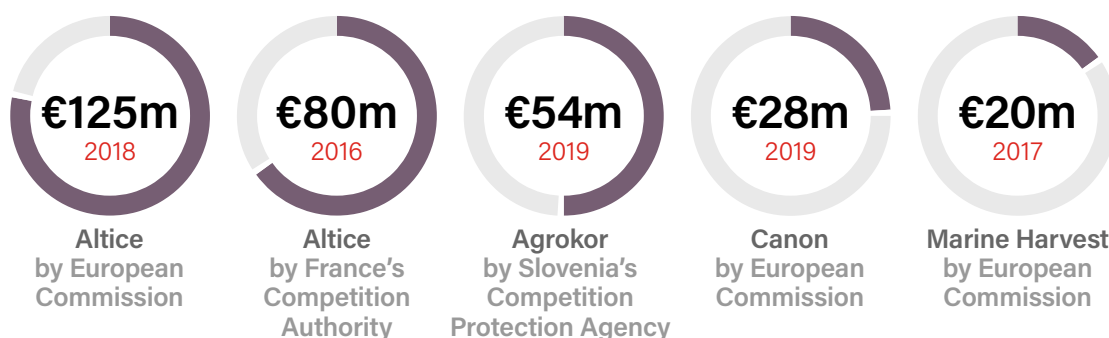 €125m
2018
Altice
by European
Commission
€80m
2016
Altice
by France’s
Competition
Authority
€54m
2019
Agrokor
by Slovenia’s
Competition
Protection Agency
€28m
2019
Canon
by European
Commission
€20m
2017
Marine Harvest
by European
Commission